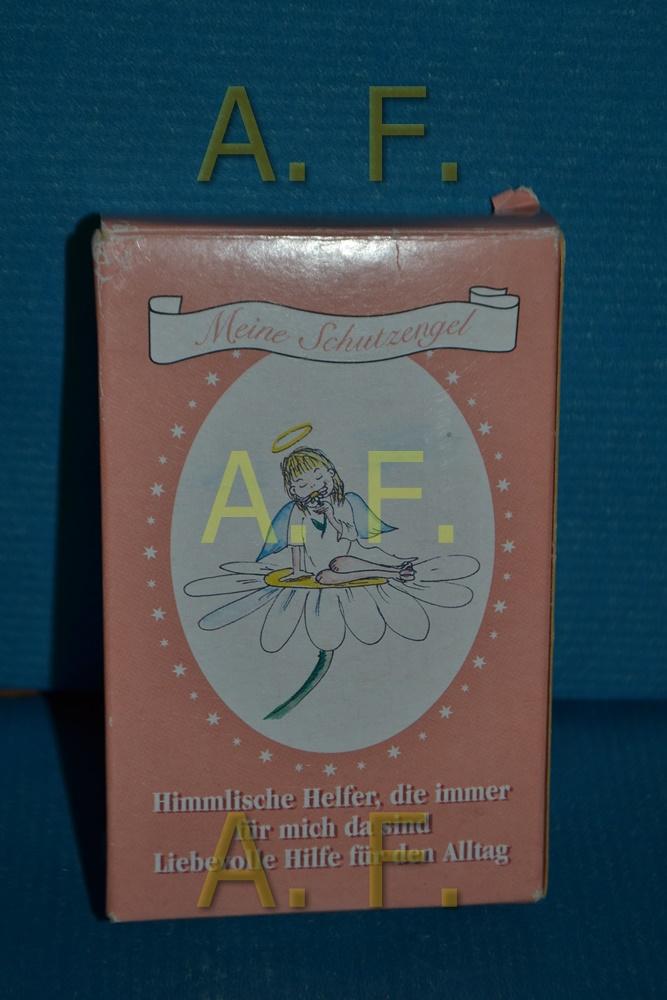 A. F.
Meine Schutzengel
A. F.
Himmlische Helfer, die immer
für mich da sind
Liebevolle Hilfe für den Alltag
A. F.